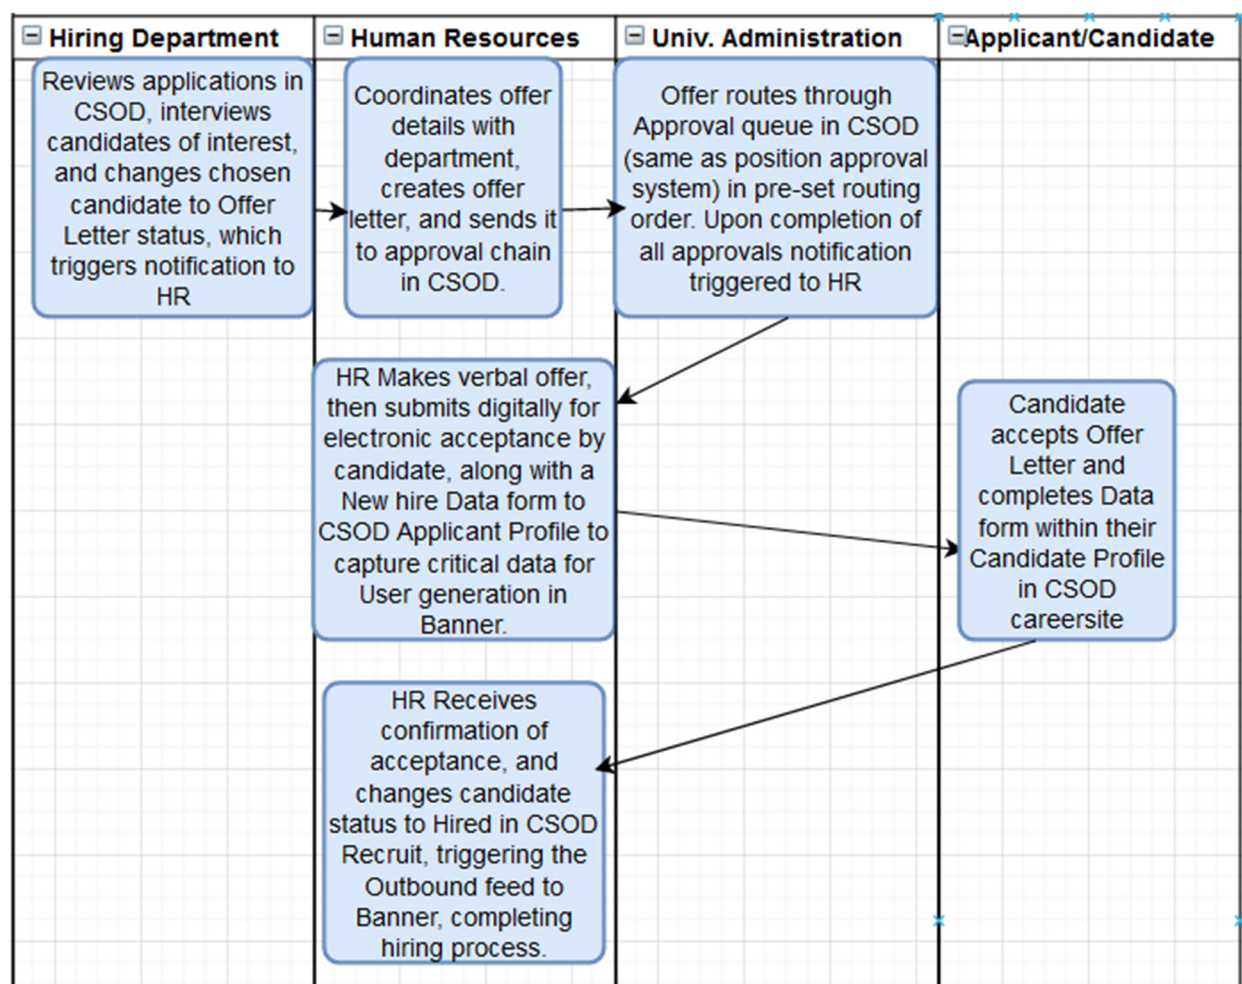 Hiring Department
Human Resources
Univ. Administration
Applicant/Candidate
Reviews applications in
CSOD, interviews
candidates of interest,
and changes chosen
candidate to Offer
Letter status, which
triggers notification to
HR
Coordinates offer
details with
department,
creates offer
letter, and sends it
to approval chain
in CSOD.
Offer routes through
Approval queue in CSOD
(same as position approval
system) in pre-set routing
order. Upon completion of
all approvals notification
triggered to HR
HR Makes verbal offer,
then submits digitally for
electronic acceptance by
candidate, along with a
New hire Data form to
CSOD Applicant Profile to
capture critical data for
User generation in
Banner.
Candidate
accepts Offer
Letter and
completes Data
form within their
Candidate Profile
in CSOD
careersite
HR Receives
confirmation of
acceptance, and
changes candidate
status to Hired in CSOD
Recruit, triggering the
Outbound feed to
Banner, completing
hiring process.